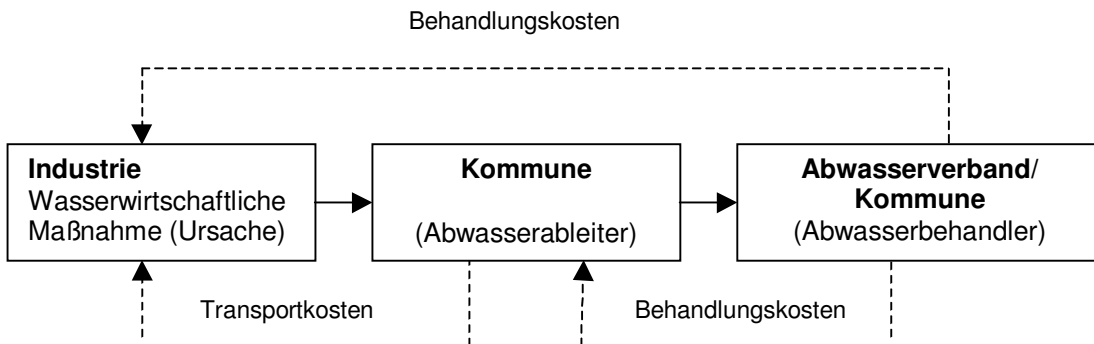 Behandlungskosten
Industrie
Wasserwirtschaftliche
Maßnahme (Ursache)
Kommune
(Abwasserableiter)
Abwasserverband/
Kommune
(Abwasserbehandler)
Transportkosten
Behandlungskosten